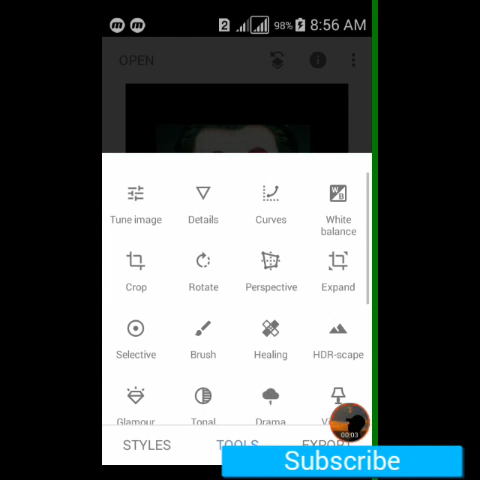 2 98% 8:56 AM
OPEN
Tune image Details Curves White balance
Crop Rotate Perspective Expand
Selective Brush Healing HDR-scape
Glamour Tonal Drama
00:03
STYLES TOOLS EXPORT
Subscribe